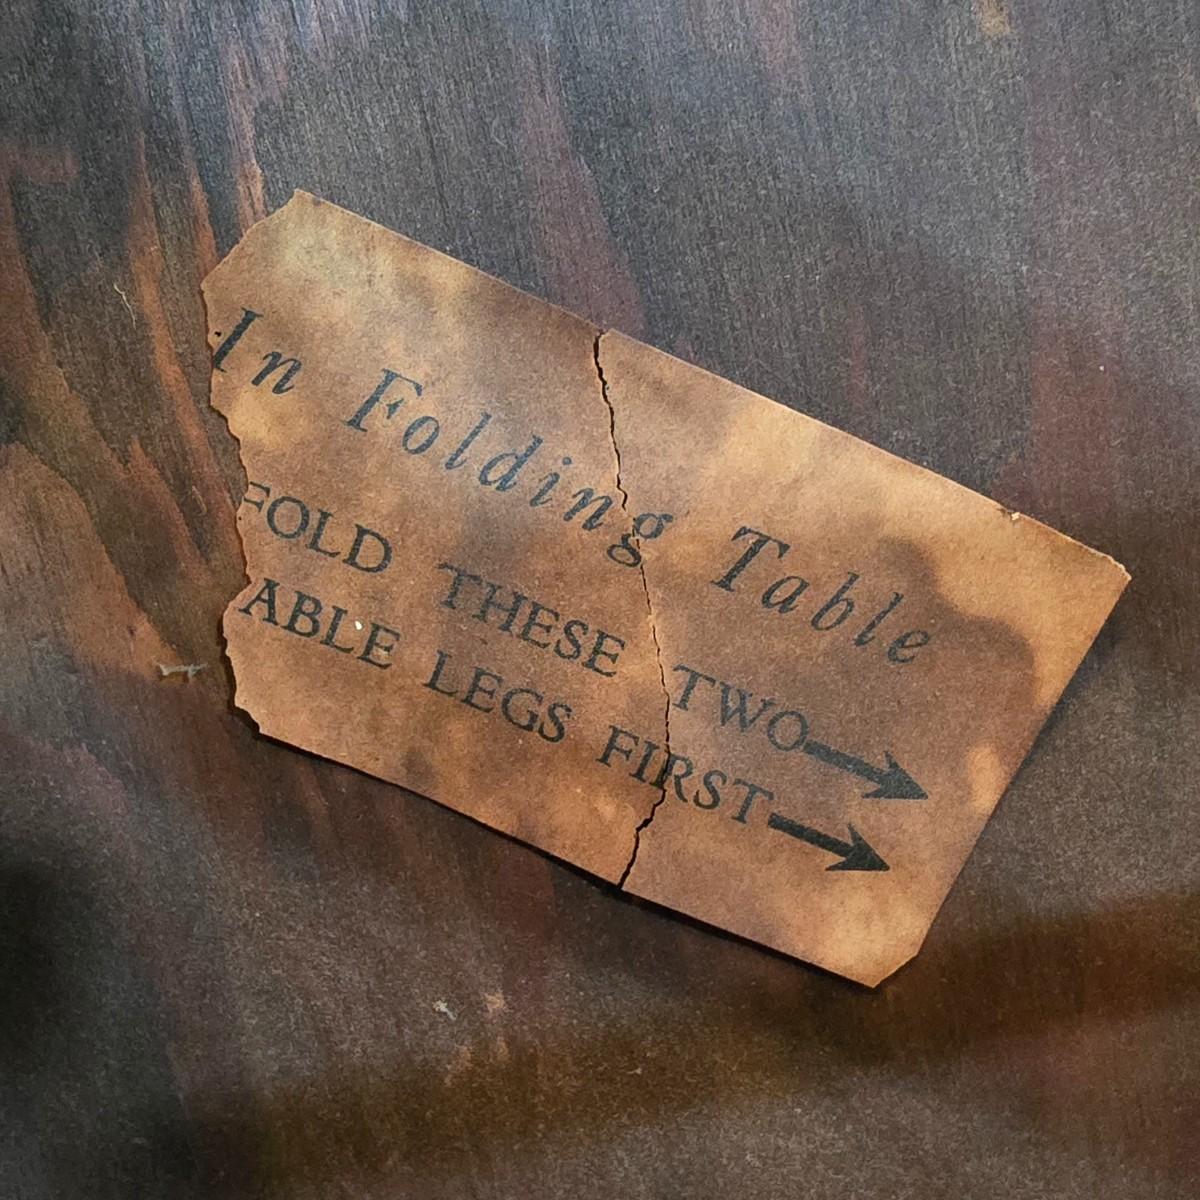 In Folding Table
FOLD THESE TWO
ABLE LEGS FIRST